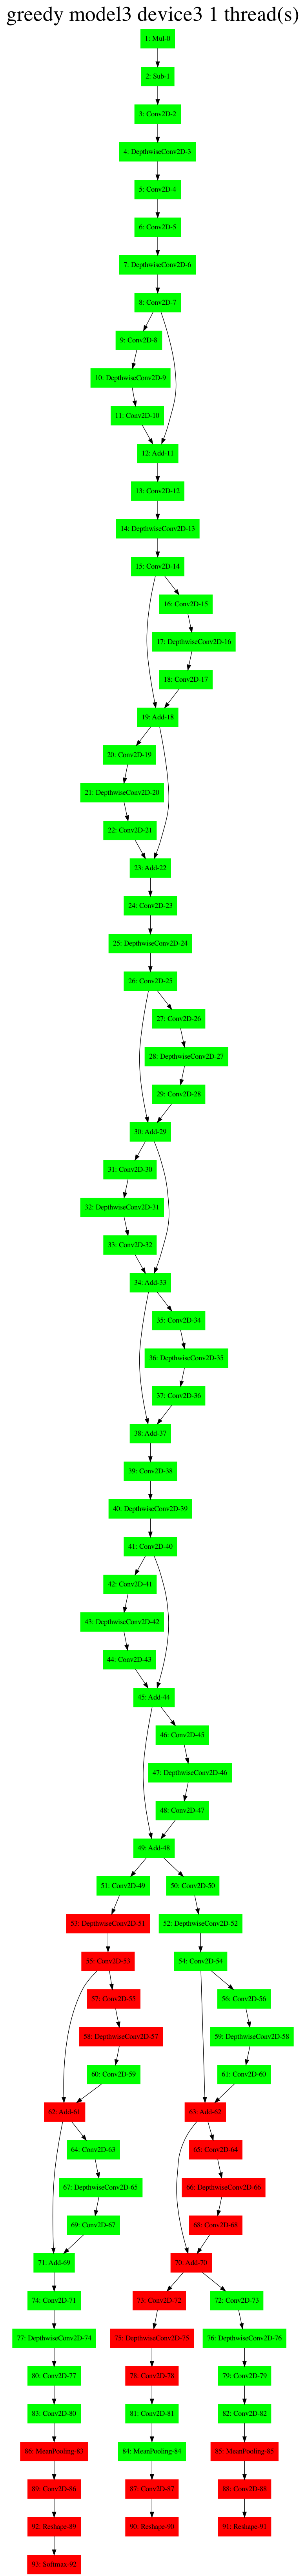 greedy model3 device3 1 thread(s)
1: Mul-0
2: Sub-1
3: Conv2D-2
4: DepthwiseConv2D-3
5: Conv2D-4
6: Conv2D-5
7: DepthwiseConv2D-6
8: Conv2D-7
9: Conv2D-8
10: DepthwiseConv2D-9
11: Conv2D-10
12: Add-11
13: Conv2D-12
14: DepthwiseConv2D-13
15: Conv2D-14
16: Conv2D-15
17: DepthwiseConv2D-16
18: Conv2D-17
19: Add-18
20: Conv2D-19
21: DepthwiseConv2D-20
22: Conv2D-21
23: Add-22
24: Conv2D-23
25: DepthwiseConv2D-24
26: Conv2D-25
27: Conv2D-26
28: DepthwiseConv2D-27
29: Conv2D-28
30: Add-29
31: Conv2D-30
32: DepthwiseConv2D-31
33: Conv2D-32
34: Add-33
35: Conv2D-34
36: DepthwiseConv2D-35
37: Conv2D-36
38: Add-37
39: Conv2D-38
40: DepthwiseConv2D-39
41: Conv2D-40
42: Conv2D-41
43: DepthwiseConv2D-42
44: Conv2D-43
45: Add-44
46: Conv2D-45
47: DepthwiseConv2D-46
48: Conv2D-47
49: Add-48
51: Conv2D-49
50: Conv2D-50
53: DepthwiseConv2D-51
52: DepthwiseConv2D-52
55: Conv2D-53
54: Conv2D-54
57: Conv2D-55
56: Conv2D-56
58: DepthwiseConv2D-57
59: DepthwiseConv2D-58
60: Conv2D-59
61: Conv2D-60
62: Add-61
63: Add-62
64: Conv2D-63
65: Conv2D-64
67: DepthwiseConv2D-65
66: DepthwiseConv2D-66
69: Conv2D-67
68: Conv2D-68
71: Add-69
70: Add-70
74: Conv2D-71
73: Conv2D-72
72: Conv2D-73
77: DepthwiseConv2D-74
75: DepthwiseConv2D-75
76: DepthwiseConv2D-76
80: Conv2D-77
78: Conv2D-78
79: Conv2D-79
83: Conv2D-80
81: Conv2D-81
82: Conv2D-82
86: MeanPooling-83
84: MeanPooling-84
85: MeanPooling-85
89: Conv2D-86
87: Conv2D-87
88: Conv2D-88
92: Reshape-89
90: Reshape-90
91: Reshape-91
93: Softmax-92